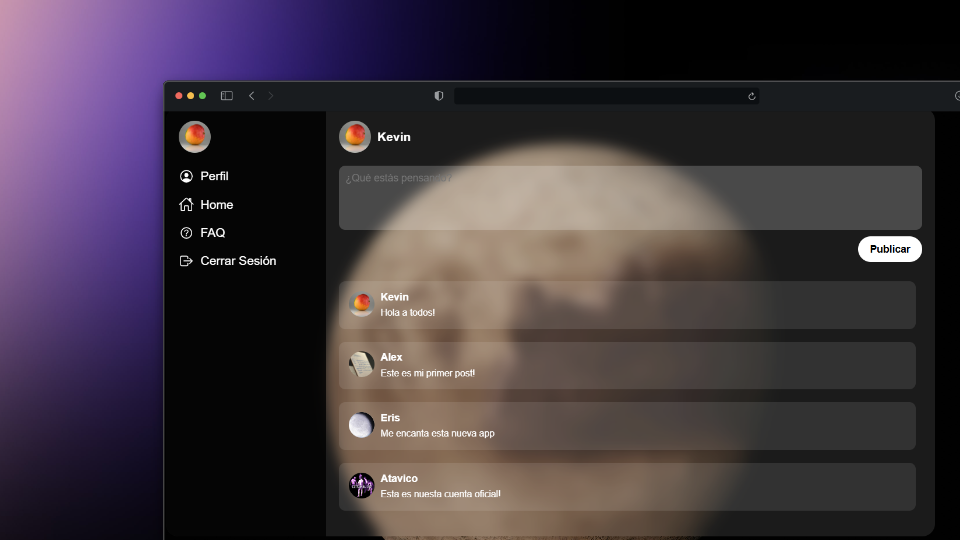 Kevin
Perfil
¿Qué estás pensando?
Home
FAQ
Publicar
Cerrar Sesión
Kevin
Hola a todos!
Alex
Este es mi primer post!
Eris
Me encanta esta nueva app
Atavico
Esta es nuesta cuenta oficial!